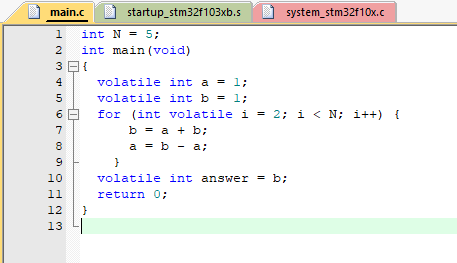 main.c startup_stm32f103xb.s system_stm32f10x.c
1 int N = 5;
2 int main(void)
3 {
4 volatile int a = 1;
5 volatile int b = 1;
6 for (int volatile i = 2; i < N; i++) {
7 b = a + b;
8 a = b - a;
9 }
10 volatile int answer = b;
11 return 0;
12 }
13